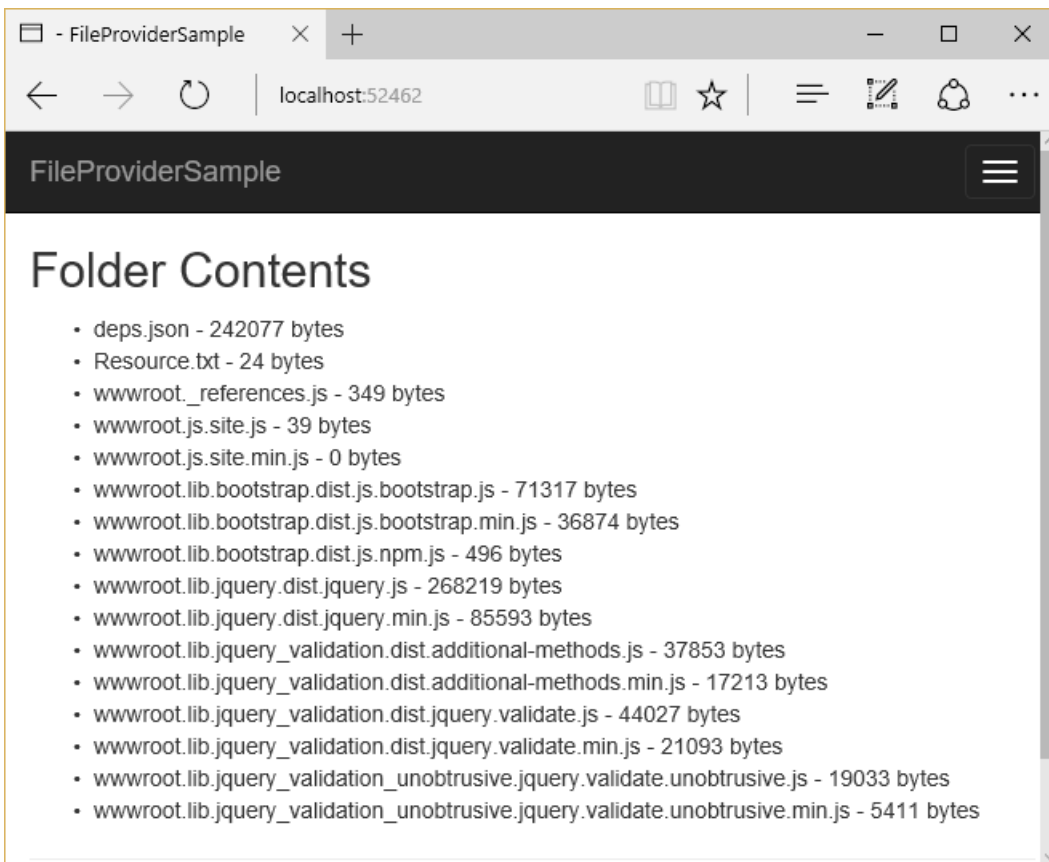 - FileProviderSample
localhost:52462
FileProviderSample
Folder Contents
• deps.json - 242077 bytes
• Resource.txt - 24 bytes
• wwwroot._references.js - 349 bytes
• wwwroot.js.site.js - 39 bytes
• wwwroot.js.site.min.js - 0 bytes
• wwwroot.lib.bootstrap.dist.js.bootstrap.js - 71317 bytes
• wwwroot.lib.bootstrap.dist.js.bootstrap.min.js - 36874 bytes
• wwwroot.lib.bootstrap.dist.js.npm.js - 496 bytes
• wwwroot.lib.jquery.dist.jquery.js - 268219 bytes
• wwwroot.lib.jquery.dist.jquery.min.js - 85593 bytes
• wwwroot.lib.jquery_validation.dist.additional-methods.js - 37853 bytes
• wwwroot.lib.jquery_validation.dist.additional-methods.min.js - 17213 bytes
• wwwroot.lib.jquery_validation.dist.jquery.validate.js - 44027 bytes
• wwwroot.lib.jquery_validation.dist.jquery.validate.min.js - 21093 bytes
• wwwroot.lib.jquery_validation_unobtrusive.jquery.validate.unobtrusive.js - 19033 bytes
• wwwroot.lib.jquery_validation_unobtrusive.jquery.validate.unobtrusive.min.js - 5411 bytes